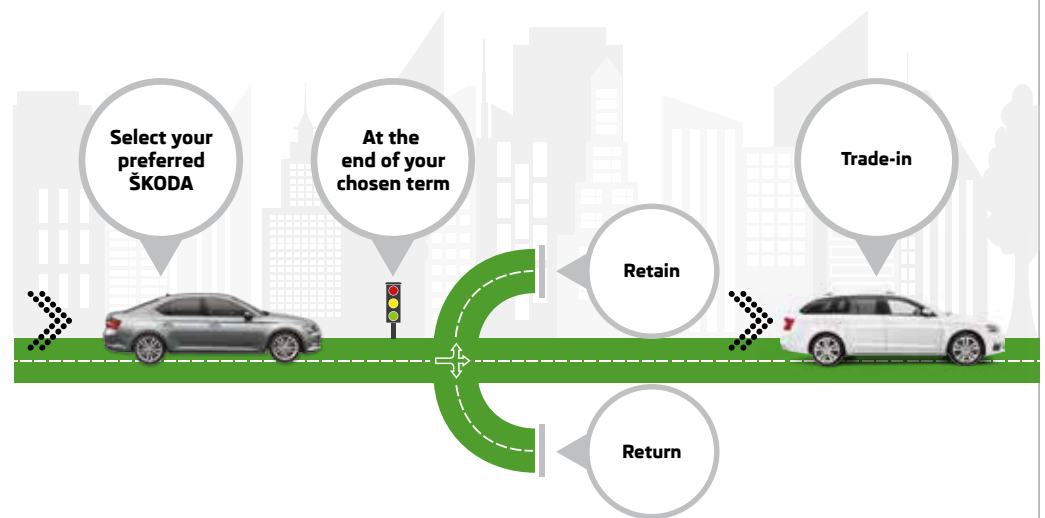 Select your
preferred
ŠKODA
At the
end of your
chosen term
Retain
Return
Trade-in